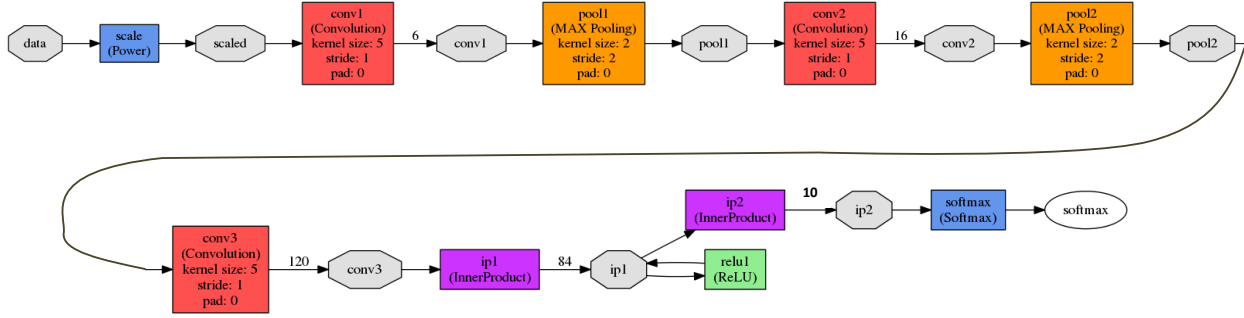 data
scale
(Power)
scaled
conv1
(Convolution)
kernel size: 5
stride: 1
pad: 0
6
conv1
pool1
(MAX Pooling)
kernel size: 2
stride: 2
pad: 0
pool1
conv2
(Convolution)
kernel size: 5
stride: 1
pad: 0
16
conv2
pool2
(MAX Pooling)
kernel size: 2
stride: 2
pad: 0
pool2
conv3
(Convolution)
kernel size: 5
stride: 1
pad: 0
120
conv3
ip1
(InnerProduct)
84
ip1
relu1
(ReLU)
ip2
(InnerProduct)
10
ip2
softmax
(Softmax)
softmax